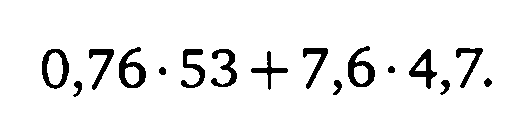 0,76 · 53 + 7,6 · 4,7.